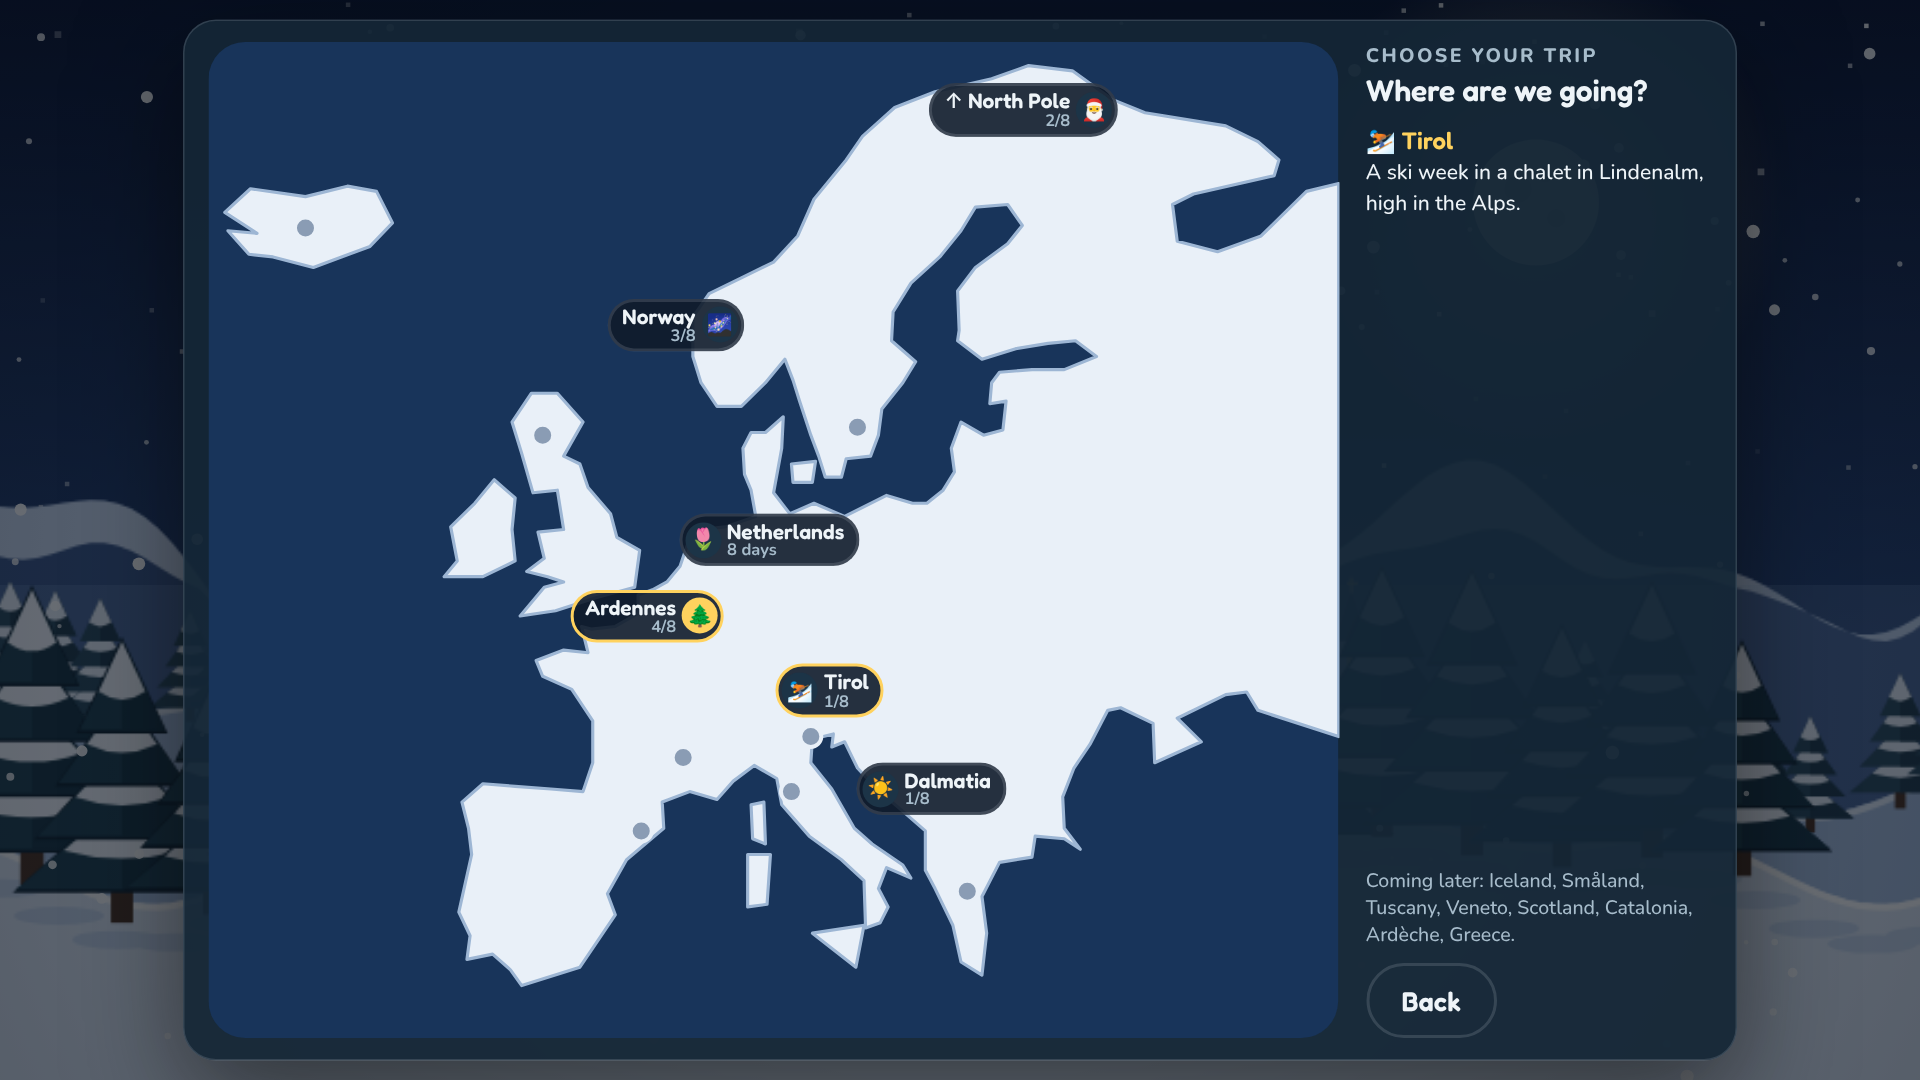 ↑ North Pole
2/8
Norway
3/8
Netherlands
8 days
Ardennes
4/8
Tirol
1/8
Dalmatia
1/8
CHOOSE YOUR TRIP
Where are we going?
Tirol
A ski week in a chalet in Lindenalm,
high in the Alps.
Coming later: Iceland, Småland,
Tuscany, Veneto, Scotland, Catalonia,
Ardèche, Greece.
Back